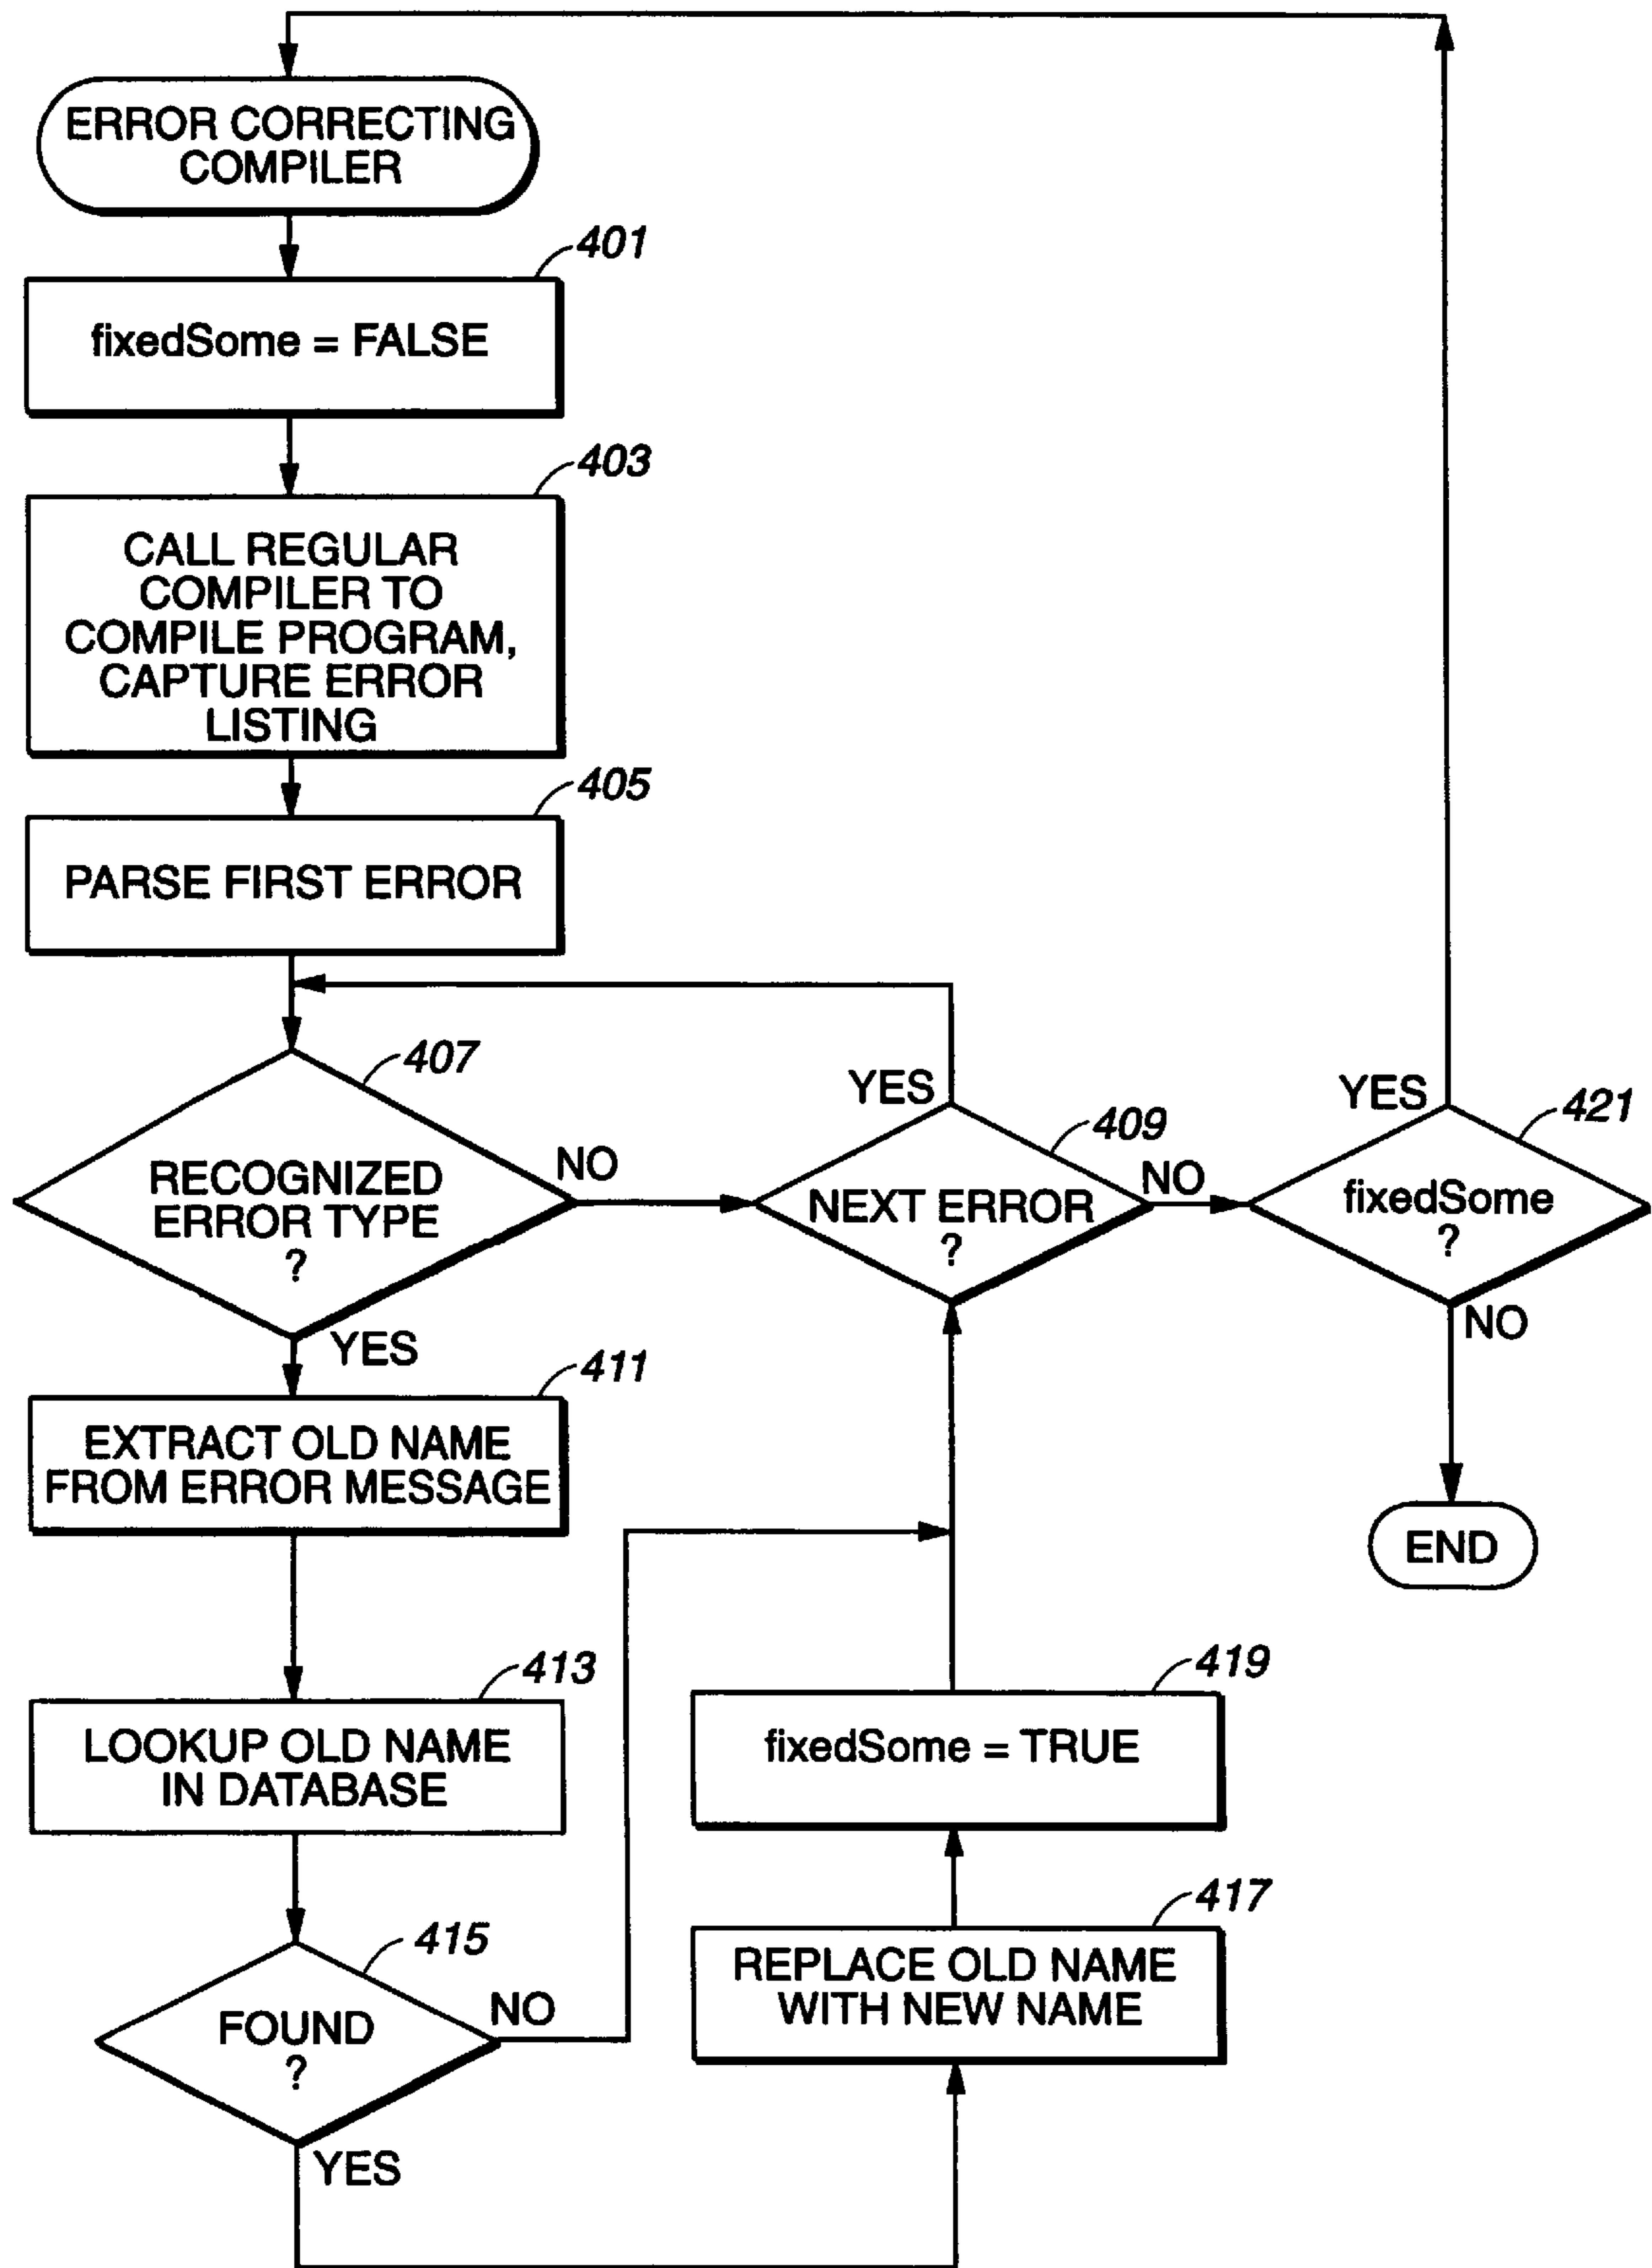 ERROR CORRECTING
COMPILER
401
fixedSome = FALSE
403
CALL REGULAR
COMPILER TO
COMPILE PROGRAM,
CAPTURE ERROR
LISTING
405
PARSE FIRST ERROR
407
RECOGNIZED
ERROR TYPE
?
NO
YES
409
NEXT ERROR
?
YES
NO
421
fixedSome
?
YES
NO
END
411
EXTRACT OLD NAME
FROM ERROR MESSAGE
413
LOOKUP OLD NAME
IN DATABASE
415
FOUND
?
NO
YES
419
fixedSome = TRUE
417
REPLACE OLD NAME
WITH NEW NAME